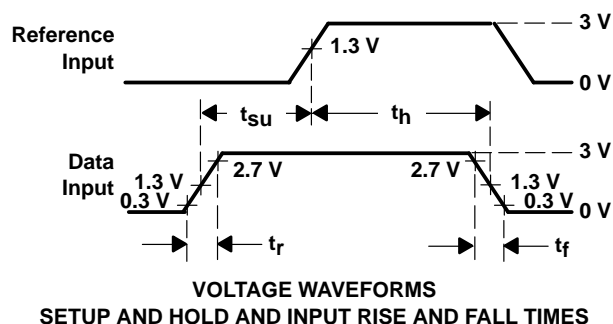 Reference
Input
3 V
1.3 V
0 V
tsu
th
Data
Input
3 V
2.7 V
2.7 V
1.3 V
1.3 V
0.3 V
0.3 V
0 V
tr
tf
VOLTAGE WAVEFORMS
SETUP AND HOLD AND INPUT RISE AND FALL TIMES